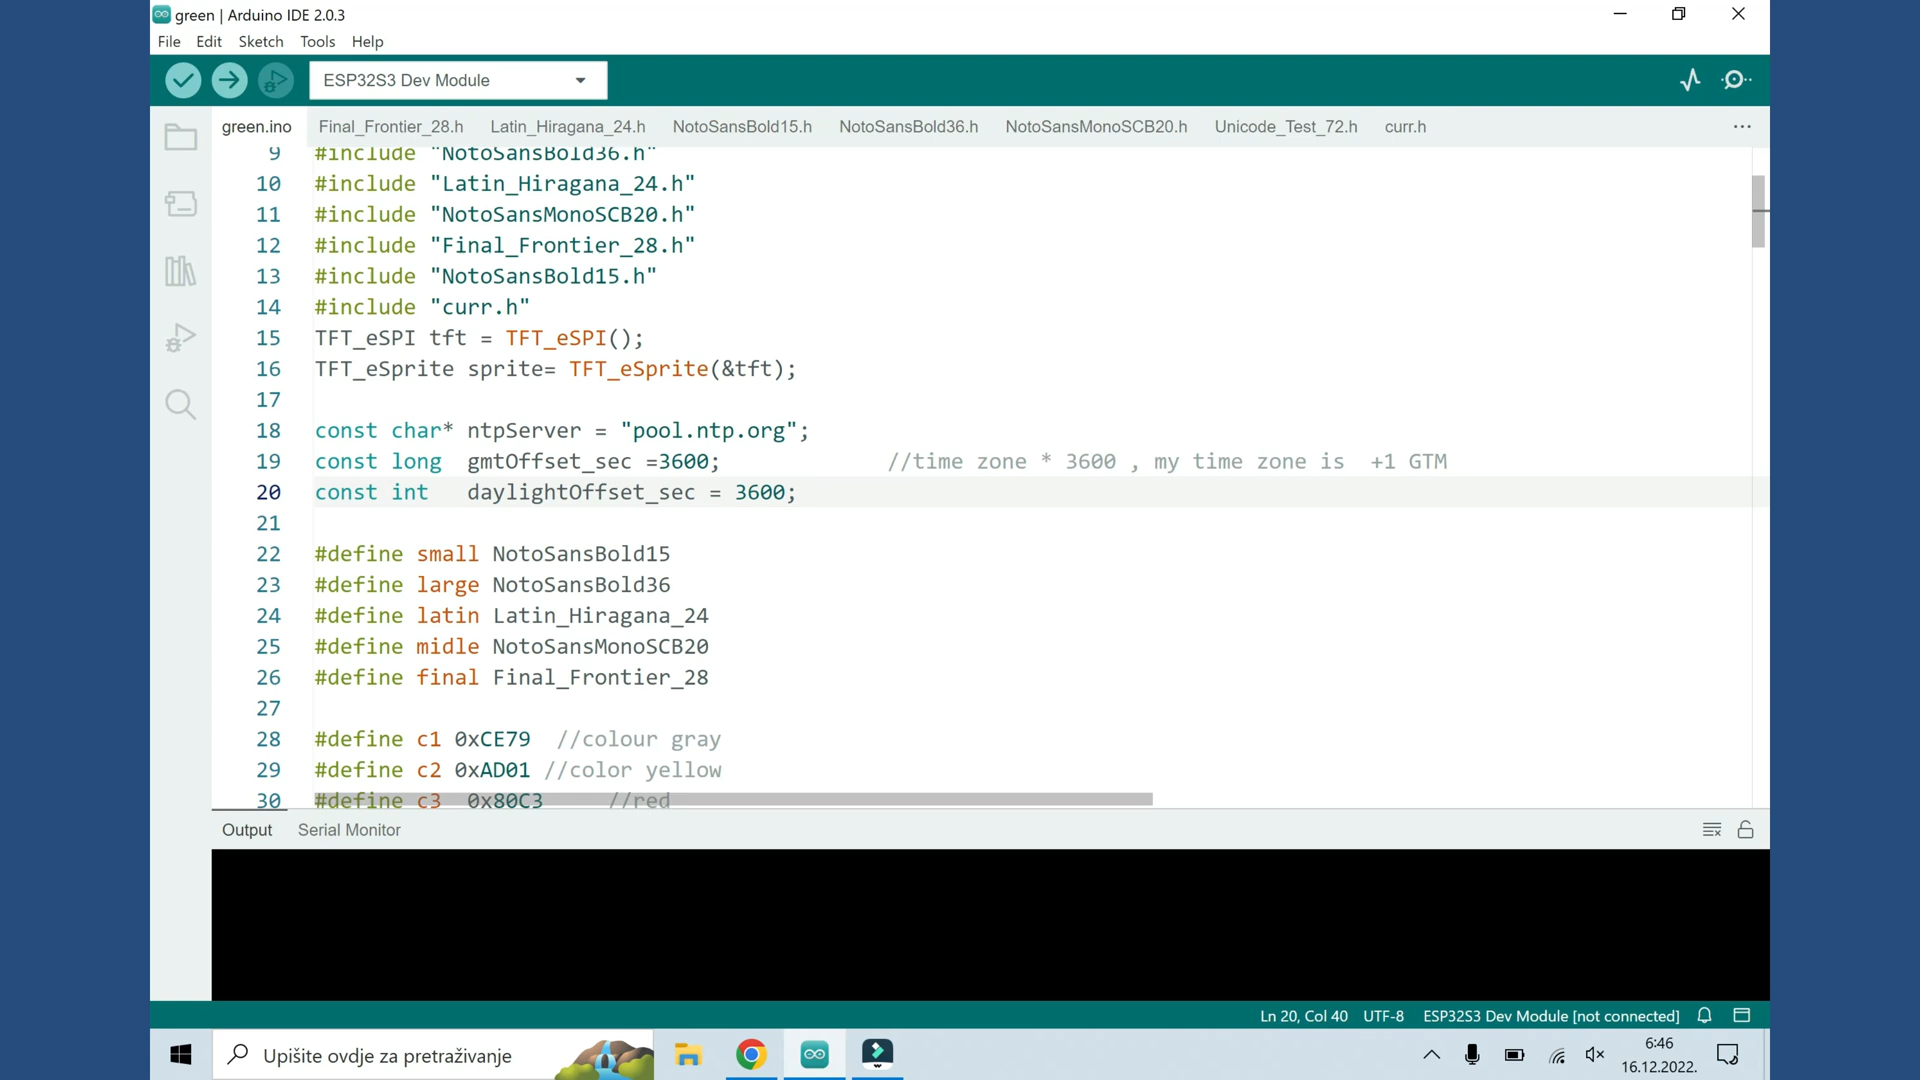 green | Arduino IDE 2.0.3
File Edit Sketch Tools Help
ESP32S3 Dev Module
green.ino Final_Frontier_28.h Latin_Hiragana_24.h NotoSansBold15.h NotoSansBold36.h NotoSansMonoSCB20.h Unicode_Test_72.h curr.h ...
9 #include "NotoSansBold36.h"
10 #include "Latin_Hiragana_24.h"
11 #include "NotoSansMonoSCB20.h"
12 #include "Final_Frontier_28.h"
13 #include "NotoSansBold15.h"
14 #include "curr.h"
15 TFT_eSPI tft = TFT_eSPI();
16 TFT_eSprite sprite= TFT_eSprite(&tft);
17
18 const char* ntpServer = "pool.ntp.org";
19 const long  gmtOffset_sec =3600;             //time zone * 3600 , my time zone is  +1 GTM
20 const int   daylightOffset_sec = 3600;
21
22 #define small NotoSansBold15
23 #define large NotoSansBold36
24 #define latin Latin_Hiragana_24
25 #define midle NotoSansMonoSCB20
26 #define final Final_Frontier_28
27
28 #define c1 0xCE79  //colour gray
29 #define c2 0xAD01 //color yellow
30 #define c3  0x80C3     //red
Output Serial Monitor
Ln 20, Col 40 UTF-8 ESP32S3 Dev Module [not connected]
Upišite ovdje za pretraživanje
6:46
16.12.2022.